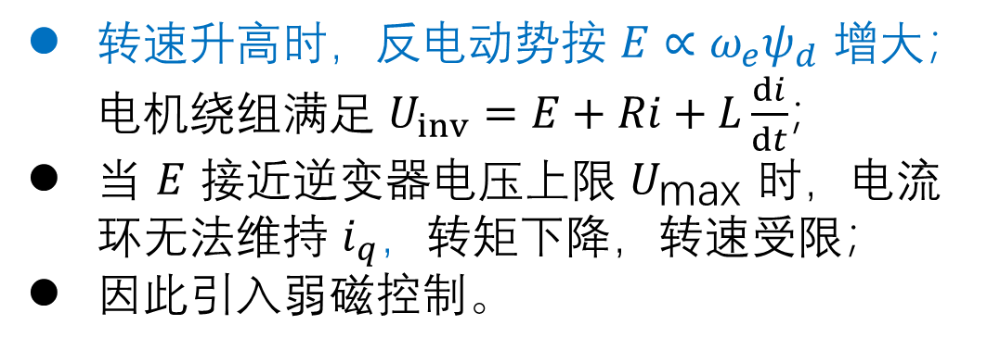 ● 转速升高时，反电动势按 E ∝ ωₑψ_d 增大；
电机绕组满足 U_inv = E + Ri + L di/dt；
● 当 E 接近逆变器电压上限 U_max 时，电流
环无法维持 i_q，转矩下降，转速受限；
● 因此引入弱磁控制。